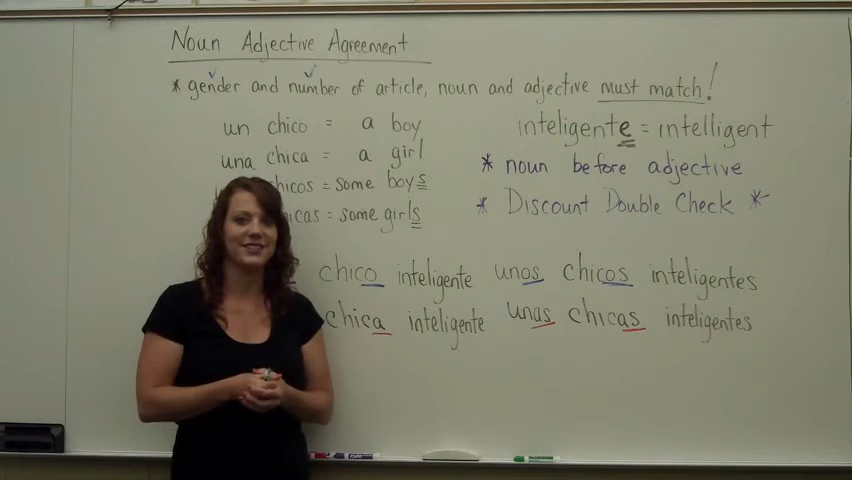 Noun Adjective Agreement
* gender and number of article, noun and adjective must match!
un chico = a boy
una chica = a girl
hicos = some boys
icas = some girls
inteligente = intelligent
* noun before adjective
* Discount Double Check *
chico inteligente unos chicos inteligentes
chica inteligente unas chicas inteligentes